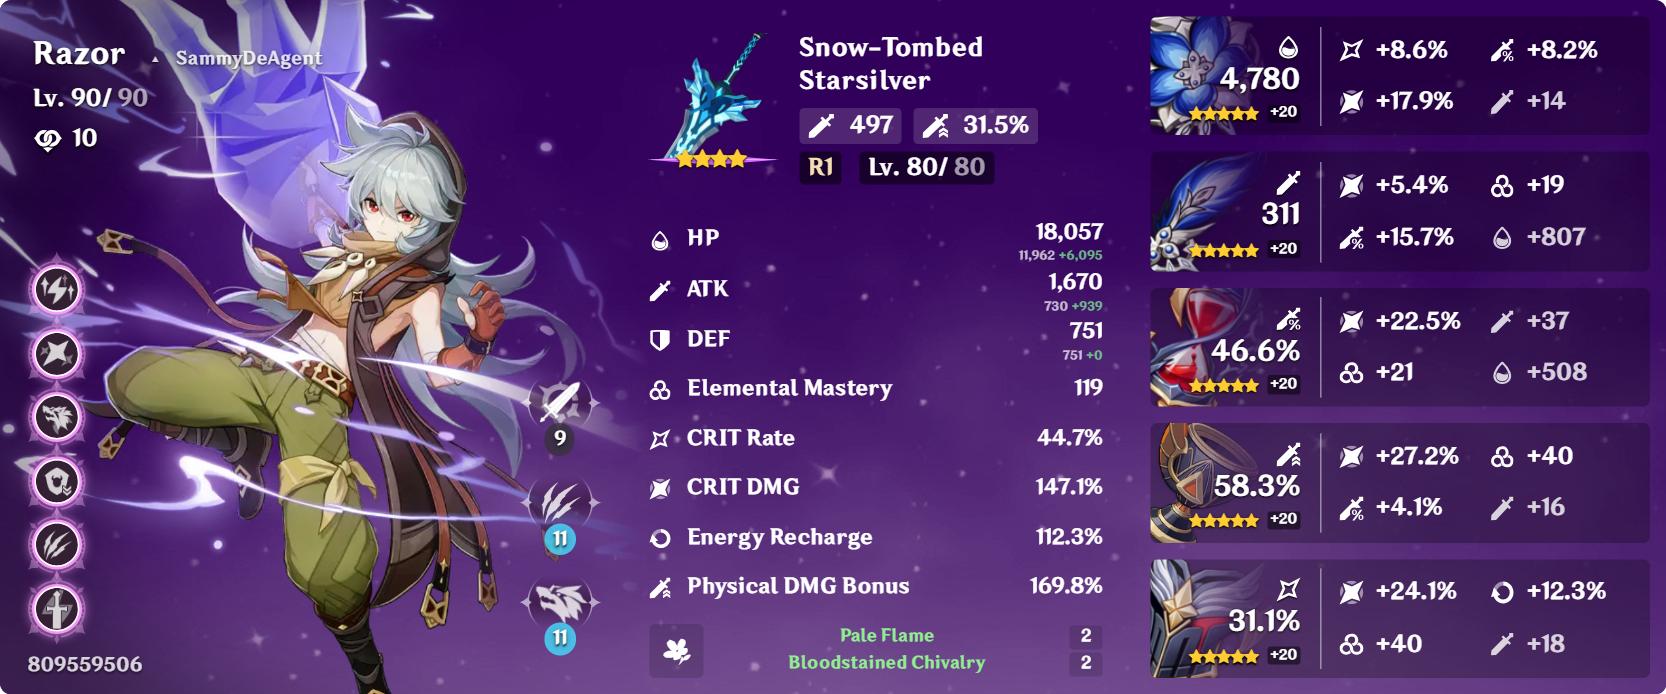 Razor
SammyDeAgent
Lv. 90/ 90
10
9
11
11
809559506
Snow-Tombed
Starsilver
497 31.5%
R1 Lv. 80/ 80
HP 18,057
11,962 +6,095
ATK 1,670
730 +939
DEF 751
751 +0
Elemental Mastery 119
CRIT Rate 44.7%
CRIT DMG 147.1%
Energy Recharge 112.3%
Physical DMG Bonus 169.8%
Pale Flame 2
Bloodstained Chivalry 2
4,780
+20
+8.6% +8.2%
+17.9% +14
311
+20
+5.4% +19
+15.7% +807
46.6%
+20
+22.5% +37
+21 +508
58.3%
+20
+27.2% +40
+4.1% +16
31.1%
+20
+24.1% +12.3%
+40 +18